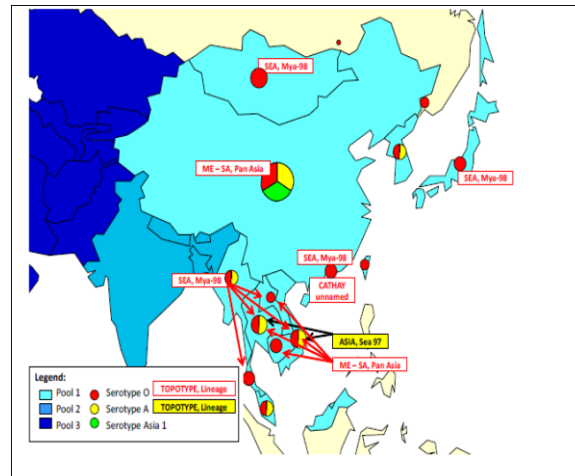 SEA, Mya-98
ME – SA, Pan Asia
SEA, Mya-98
SEA, Mya-98
SEA, Mya-98
CATHAY
unnamed
ASIA, Sea 97
ME – SA, Pan Asia
Legend:
Pool 1 Serotype O TOPOTYPE, Lineage
Pool 2 Serotype A TOPOTYPE, Lineage
Pool 3 Serotype Asia 1